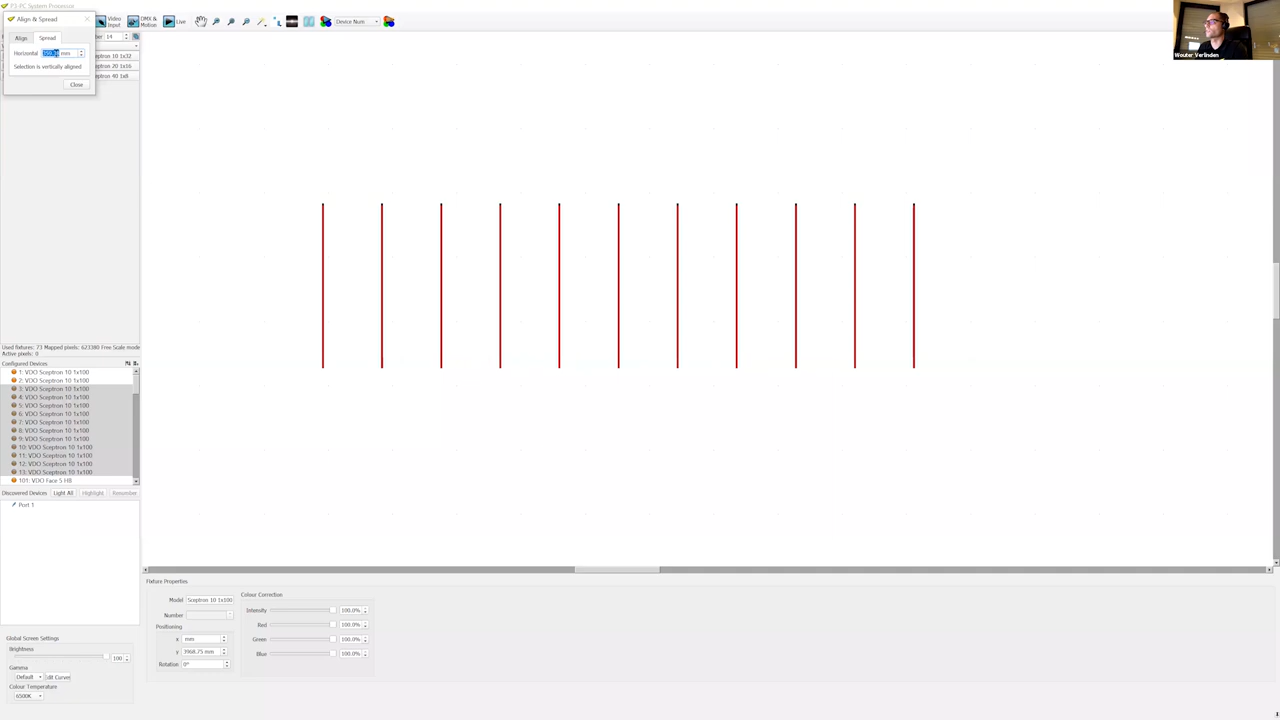 P3-PC System Processor
Align & Spread
Video Input
DMX & Motion
Live
Device Num
Align
Spread
14
Horizontal
mm
Sceptron 10 1x32
Sceptron 20 1x16
Sceptron 40 1x8
Selection is vertically aligned
Close
Wouter Verlinden
Used fixtures: 73 Mapped pixels: 623380 Free Scale mode
Active pixels: 0
Configured Devices
1: VDO Sceptron 10 1x100
2: VDO Sceptron 10 1x100
3: VDO Sceptron 10 1x100
4: VDO Sceptron 10 1x100
5: VDO Sceptron 10 1x100
6: VDO Sceptron 10 1x100
7: VDO Sceptron 10 1x100
8: VDO Sceptron 10 1x100
9: VDO Sceptron 10 1x100
10: VDO Sceptron 10 1x100
11: VDO Sceptron 10 1x100
12: VDO Sceptron 10 1x100
13: VDO Sceptron 10 1x100
101: VDO Face 5 HB
Discovered Devices
Light All
Highlight
Renumber
Port 1
Fixture Properties
Model
Sceptron 10 1x100
Number
Positioning
x
mm
y
3968.75 mm
Rotation
0°
Colour Correction
Intensity
100.0%
Red
100.0%
Green
100.0%
Blue
100.0%
Global Screen Settings
Brightness
100
Gamma
Default
Edit Curves
Colour Temperature
6500K